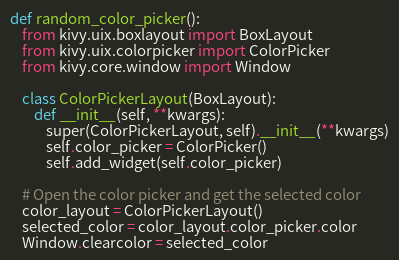 def random_color_picker():
    from kivy.uix.boxlayout import BoxLayout
    from kivy.uix.colorpicker import ColorPicker
    from kivy.core.window import Window

    class ColorPickerLayout(BoxLayout):
        def __init__(self, **kwargs):
            super(ColorPickerLayout, self).__init__(**kwargs)
            self.color_picker = ColorPicker()
            self.add_widget(self.color_picker)

    # Open the color picker and get the selected color
    color_layout = ColorPickerLayout()
    selected_color = color_layout.color_picker.color
    Window.clearcolor = selected_color